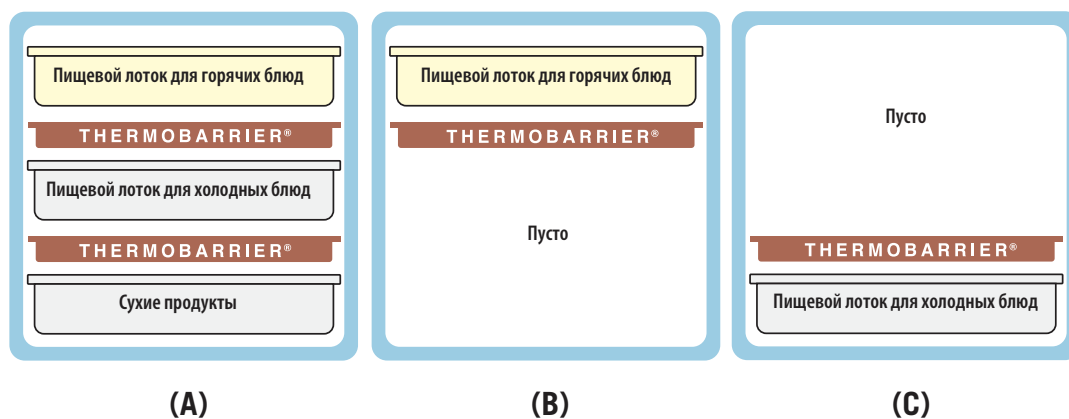 Пищевой лоток для горячих блюд
THERMOBARRIER®
Пищевой лоток для холодных блюд
THERMOBARRIER®
Сухие продукты
(A)
Пищевой лоток для горячих блюд
THERMOBARRIER®
Пусто
(B)
Пусто
THERMOBARRIER®
Пищевой лоток для холодных блюд
(C)